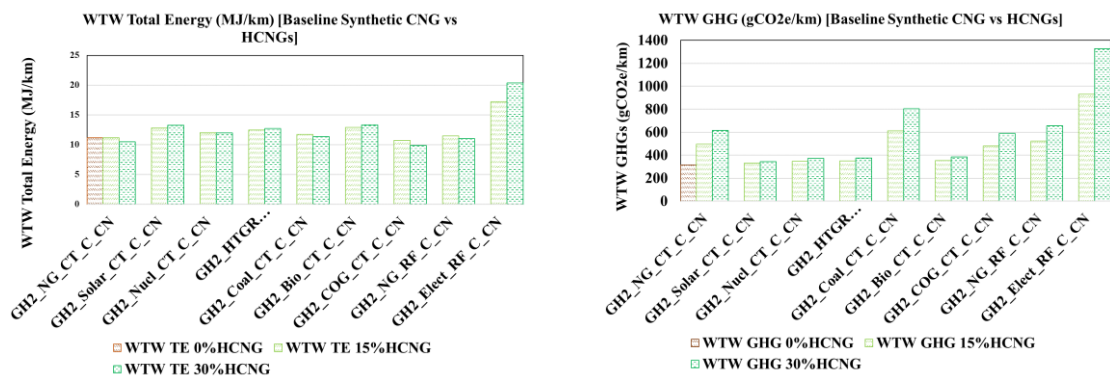 WTW Total Energy (MJ/km) [Baseline Synthetic CNG vs
HCNGs]
25
20
15
10
5
0
WTW Total Energy (MJ/km)
GH2_NG_CT_C_CN
GH2_Solar_CT_C_CN
GH2_Nucl_CT_C_CN
GH2_HTGR...
GH2_Coal_CT_C_CN
GH2_Bio_CT_C_CN
GH2_COG_CT_C_CN
GH2_NG_RF_C_CN
GH2_Elect_RF_C_CN
WTW TE 0%HCNG
WTW TE 15%HCNG
WTW TE 30%HCNG
WTW GHG (gCO2e/km) [Baseline Synthetic CNG vs HCNGs]
1400
1200
1000
800
600
400
200
0
WTW GHGs (gCO2e/km)
GH2_NG_CT_C_CN
GH2_Solar_CT_C_CN
GH2_Nucl_CT_C_CN
GH2_HTGR...
GH2_Coal_CT_C_CN
GH2_Bio_CT_C_CN
GH2_COG_CT_C_CN
GH2_NG_RF_C_CN
GH2_Elect_RF_C_CN
WTW GHG 0%HCNG
WTW GHG 15%HCNG
WTW GHG 30%HCNG